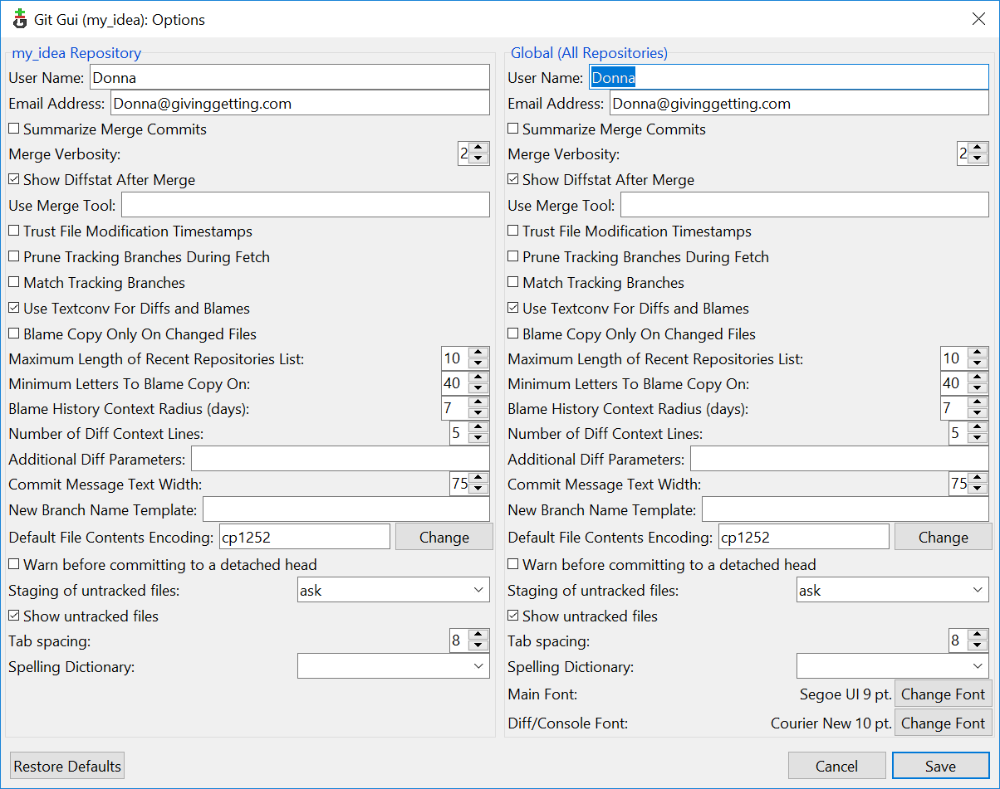 Git Gui (my_idea): Options
my_idea Repository
User Name: Donna
Email Address: Donna@givinggetting.com
Summarize Merge Commits
Merge Verbosity: 2
Show Diffstat After Merge
Use Merge Tool:
Trust File Modification Timestamps
Prune Tracking Branches During Fetch
Match Tracking Branches
Use Textconv For Diffs and Blames
Blame Copy Only On Changed Files
Maximum Length of Recent Repositories List: 10
Minimum Letters To Blame Copy On: 40
Blame History Context Radius (days): 7
Number of Diff Context Lines: 5
Additional Diff Parameters:
Commit Message Text Width: 75
New Branch Name Template:
Default File Contents Encoding: cp1252 Change
Warn before committing to a detached head
Staging of untracked files: ask
Show untracked files
Tab spacing: 8
Spelling Dictionary:
Global (All Repositories)
User Name: Donna
Email Address: Donna@givinggetting.com
Summarize Merge Commits
Merge Verbosity: 2
Show Diffstat After Merge
Use Merge Tool:
Trust File Modification Timestamps
Prune Tracking Branches During Fetch
Match Tracking Branches
Use Textconv For Diffs and Blames
Blame Copy Only On Changed Files
Maximum Length of Recent Repositories List: 10
Minimum Letters To Blame Copy On: 40
Blame History Context Radius (days): 7
Number of Diff Context Lines: 5
Additional Diff Parameters:
Commit Message Text Width: 75
New Branch Name Template:
Default File Contents Encoding: cp1252 Change
Warn before committing to a detached head
Staging of untracked files: ask
Show untracked files
Tab spacing: 8
Spelling Dictionary:
Main Font: Segoe UI 9 pt. Change Font
Diff/Console Font: Courier New 10 pt. Change Font
Restore Defaults Cancel Save